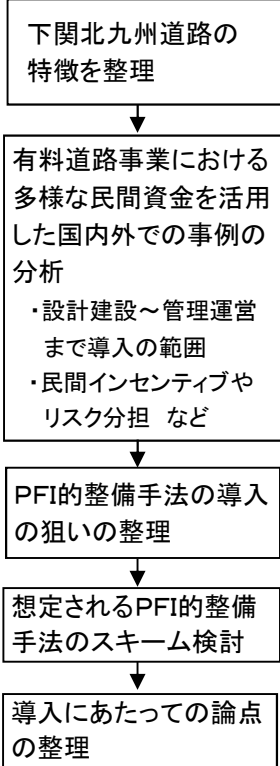 下関北九州道路の
特徴を整理
有料道路事業における
多様な民間資金を活用
した国内外での事例の
分析
・設計建設～管理運営
まで導入の範囲
・民間インセンティブや
リスク分担 など
PFI的整備手法の導入
の狙いの整理
想定されるPFI的整備
手法のスキーム検討
導入にあたっての論点
の整理